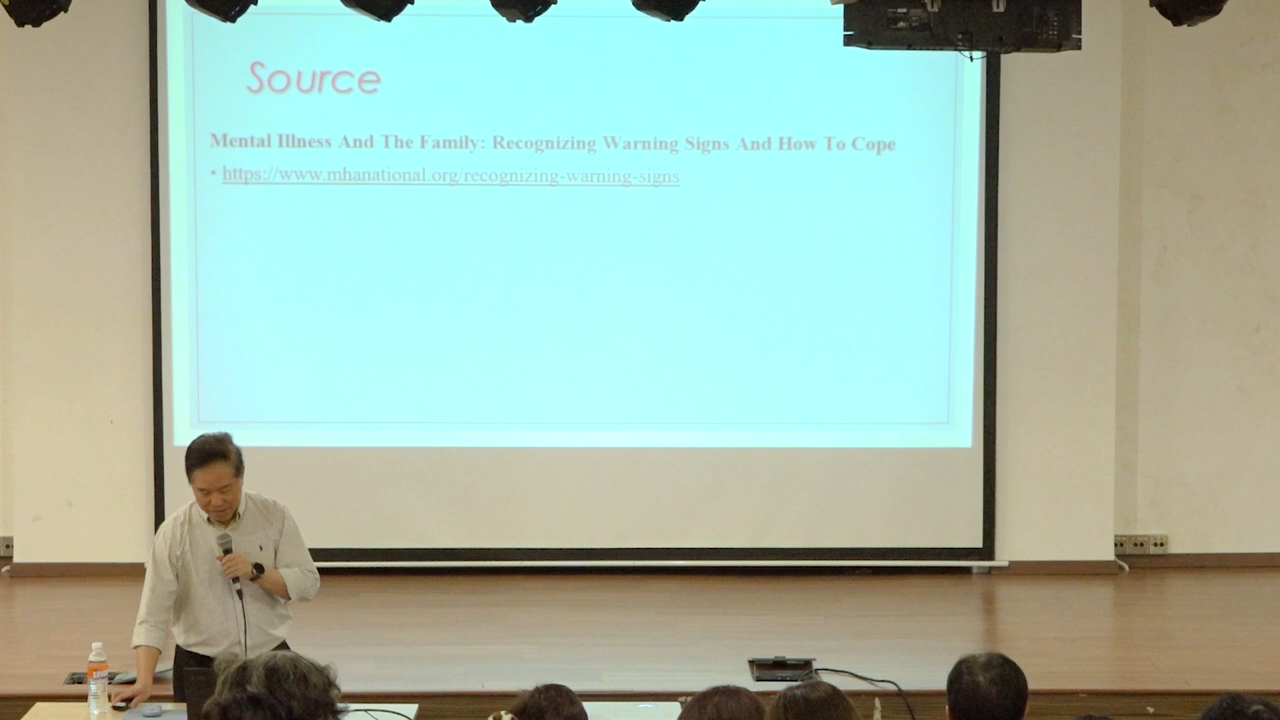 Source
Mental Illness And The Family: Recognizing Warning Signs And How To Cope
• https://www.mhanational.org/recognizing-warning-signs